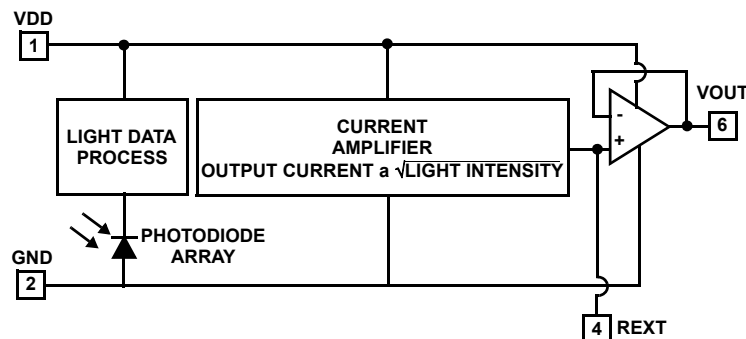 VDD
1
LIGHT DATA
PROCESS
CURRENT
AMPLIFIER
OUTPUT CURRENT a √LIGHT INTENSITY
-
+
VOUT
6
PHOTODIODE
ARRAY
GND
2
4 REXT